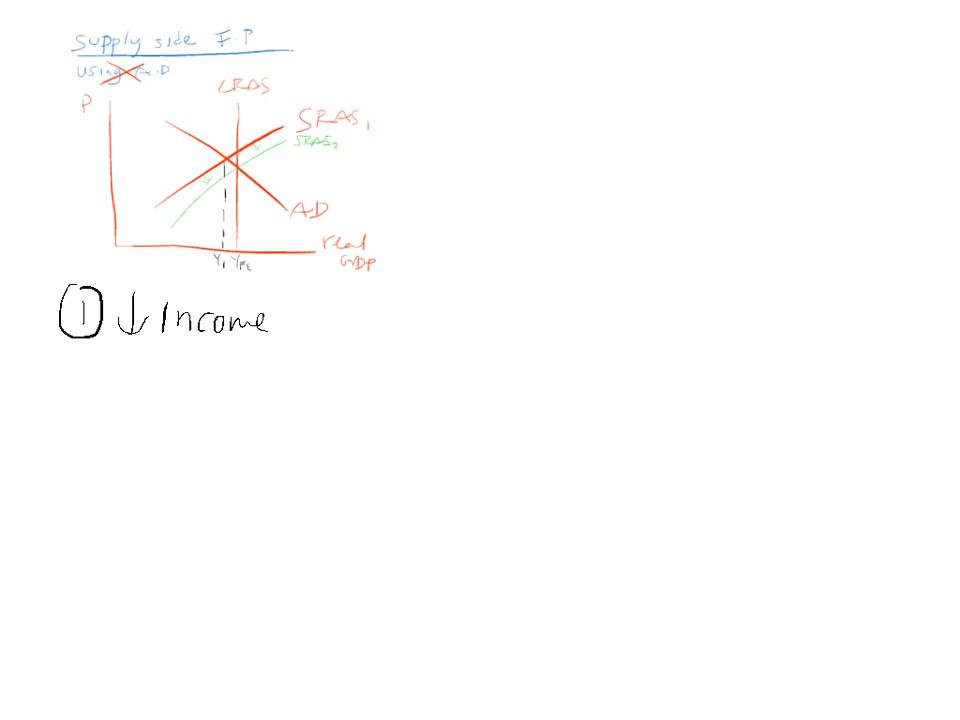 Supply side F.P
using A.D
LRAS
P
SRAS1
SRAS2
AD
real
GDP
Y1 YFE
1 ↓ Income